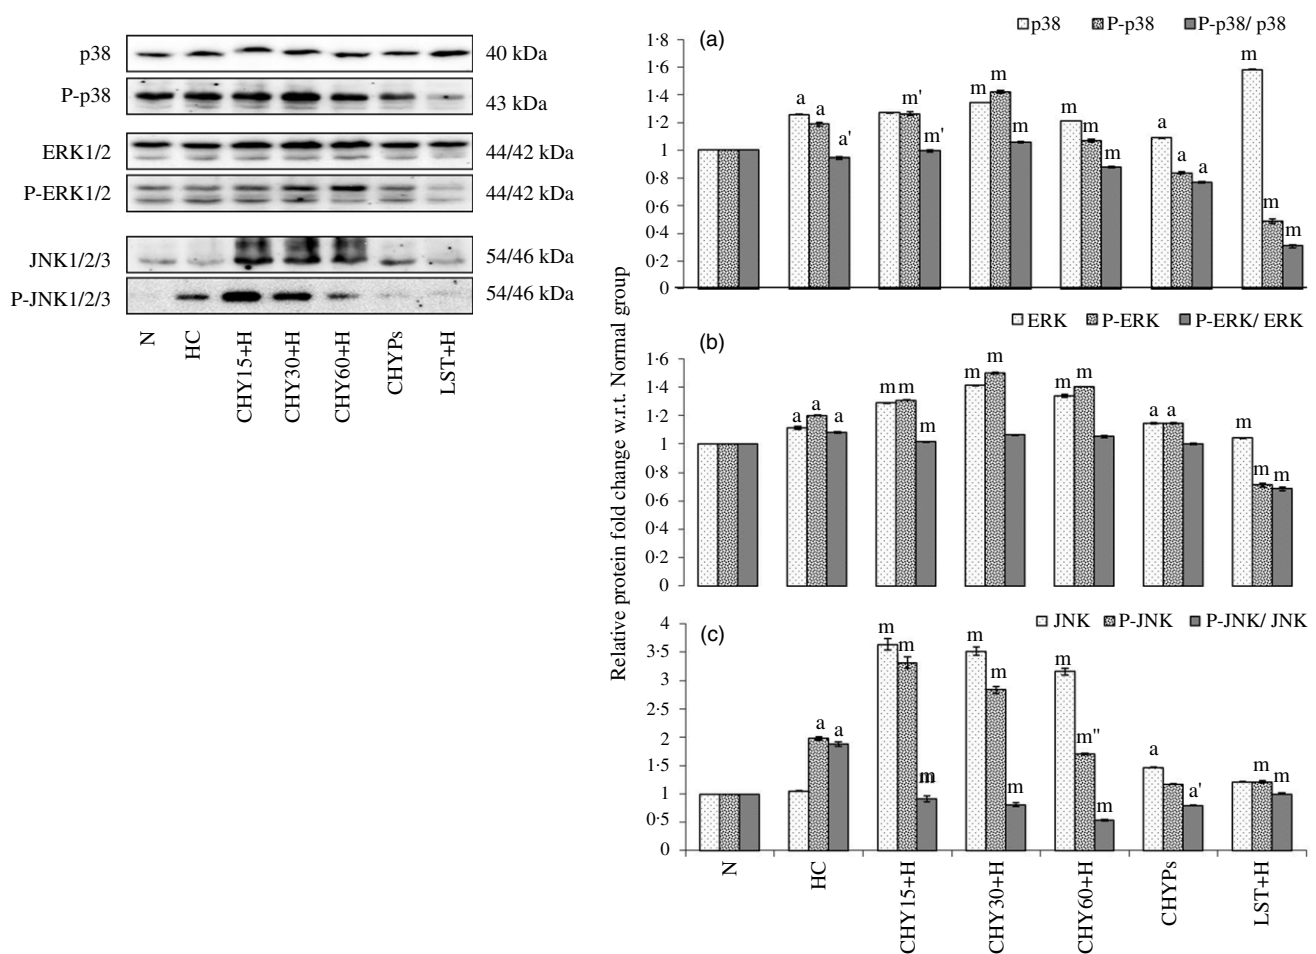 p38 40 kDa
P-p38 43 kDa
ERK1/2 44/42 kDa
P-ERK1/2 44/42 kDa
JNK1/2/3 54/46 kDa
P-JNK1/2/3 54/46 kDa
N HC CHY15+H CHY30+H CHY60+H CHYPs LST+H
Relative protein fold change w.r.t. Normal group
p38 P-p38 P-p38/ p38
(a)
1·8
1·6
1·4
1·2
1
0·8
0·6
0·4
0·2
0
a a a'
m' m'
m m m
m m m
a a a
m m m
ERK P-ERK P-ERK/ ERK
(b)
1·6
1·4
1·2
1
0·8
0·6
0·4
0·2
0
a a a
m m m
m m
m m
a a
m m m
JNK P-JNK P-JNK/ JNK
(c)
4
3·5
3
2·5
2
1·5
1
0·5
0
a a
m m m
m m m
m m" m
a a'
m m
N HC CHY15+H CHY30+H CHY60+H CHYPs LST+H